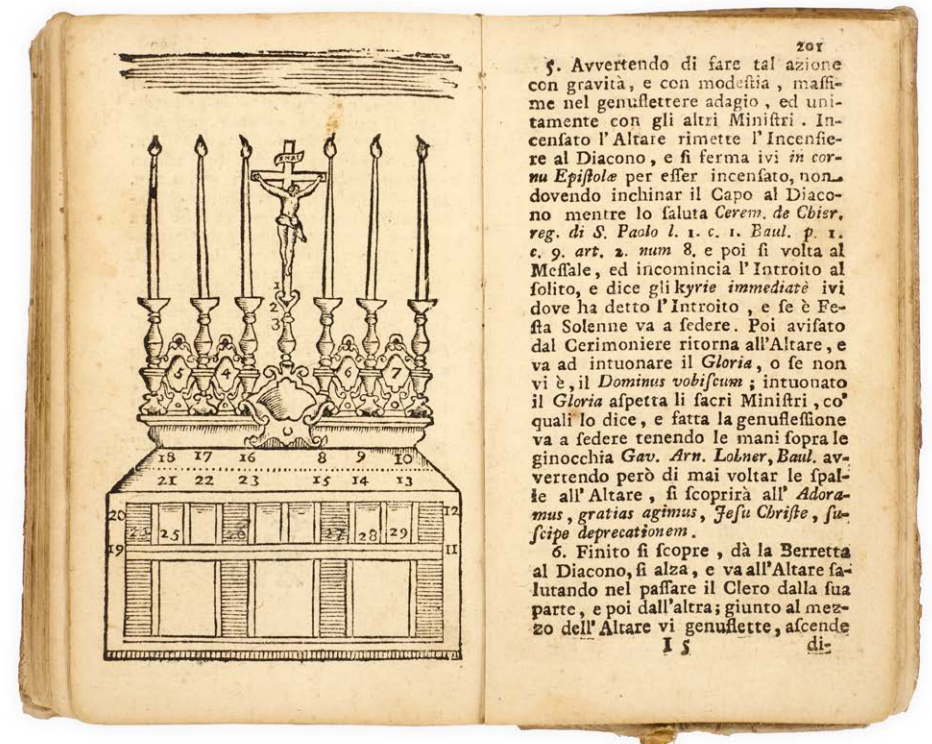 INRI
1
2
3
5 4 6 7
18 17 16 8 9 10
21 22 23 15 14 13
20 25 26 27 28 29 12
19 11
201
5. Avvertendo di fare tal azione
con gravità, e con modeſtia, maſſi-
me nel genuflettere adagio, ed uni-
tamente con gli altri Miniſtri. In-
cenſato l'Altare rimette l'Incenſie-
re al Diacono, e ſi ferma ivi in cor-
nu Epiſtolæ per eſſer incenſato, non
dovendo inchinar il Capo al Diaco-
no mentre lo ſaluta Cerem. de Chier.
reg. di S. Paolo l. 1. c. 1. Baul. p. 1.
c. 9. art. 2. num 8. e poi ſi volta al
Meſſale, ed incomincia l'Introito al
ſolito, e dice gli kyrie immediatè ivi
dove ha detto l'Introito, e ſe è Fe-
ſta Solenne va a ſedere. Poi aviſato
dal Cerimoniere ritorna all'Altare, e
va ad intuonare il Gloria, o ſe non
vi è, il Dominus vobiſcum; intuonato
il Gloria aſpetta li ſacri Miniſtri, co'
quali lo dice, e fatta la genufleſſione
va a ſedere tenendo le mani ſopra le
ginocchia Gav. Arn. Lohner, Baul. av-
vertendo però di mai voltar le ſpal-
le all' Altare, ſi ſcoprirà all' Adora-
mus, gratias agimus, Jeſu Chriſte, ſu-
ſcipe deprecationem.
6. Finito ſi ſcopre, dà la Berretta
al Diacono, ſi alza, e va all'Altare ſa-
lutando nel paſſare il Clero dalla ſua
parte, e poi dall'altra; giunto al mez-
zo dell'Altare vi genuflette, aſcende
I 5 di-